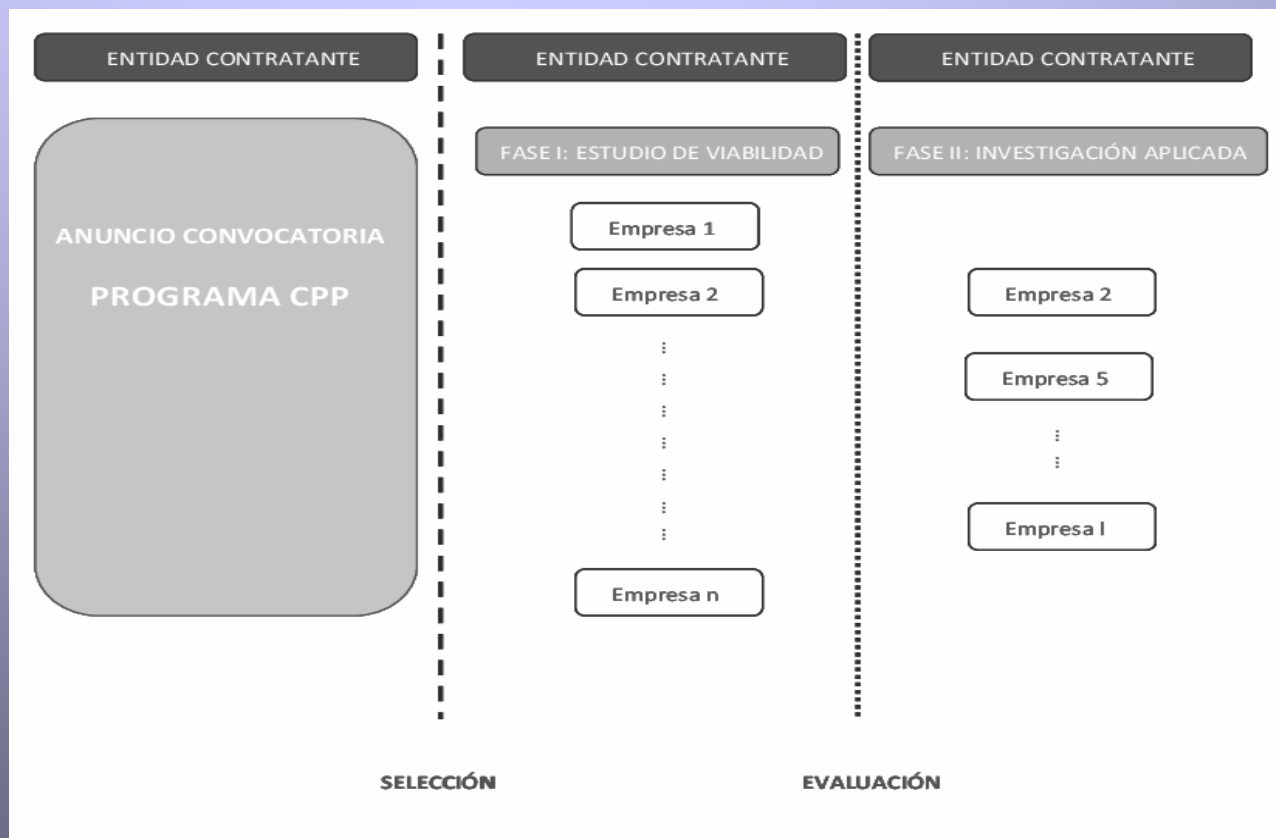 ENTIDAD CONTRATANTE
ANUNCIO CONVOCATORIA
PROGRAMA CPP
ENTIDAD CONTRATANTE
FASE I: ESTUDIO DE VIABILIDAD
Empresa 1
Empresa 2
Empresa n
ENTIDAD CONTRATANTE
FASE II: INVESTIGACIÓN APLICADA
Empresa 2
Empresa 5
Empresa l
SELECCIÓN
EVALUACIÓN